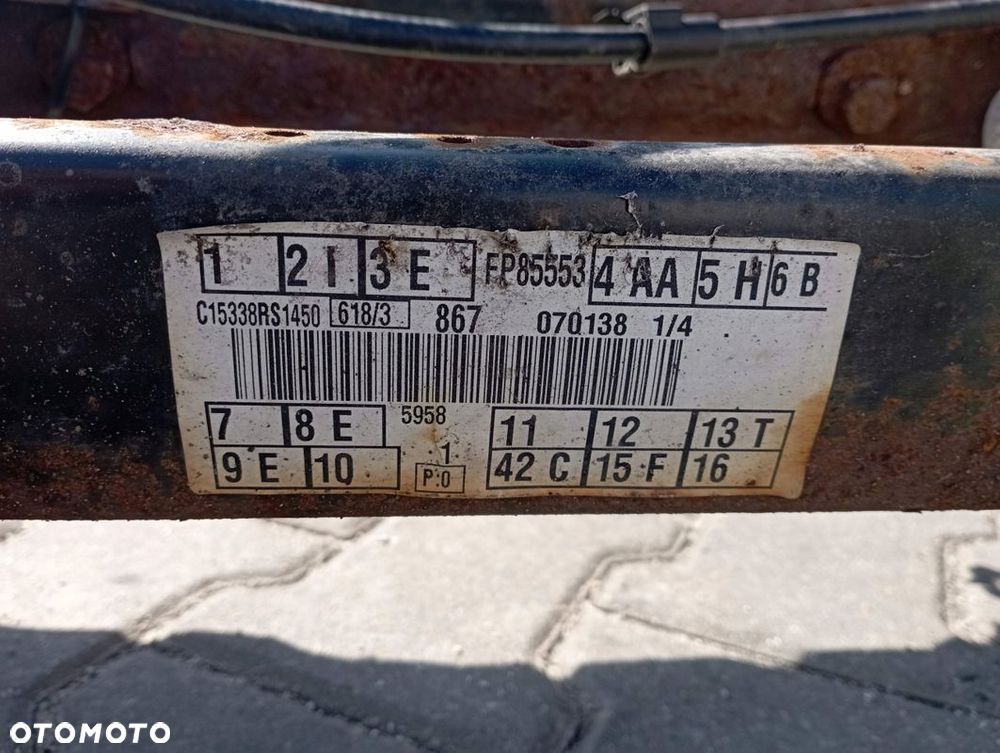 1 2 I 3 E FP85553 4 AA 5 H 6 B
C15338RS1450 618/3 867 070138 1/4
7 8 E 5958 11 12 13 T
9 E 10 1 P:0 42 C 15 F 16
OTOMOTO